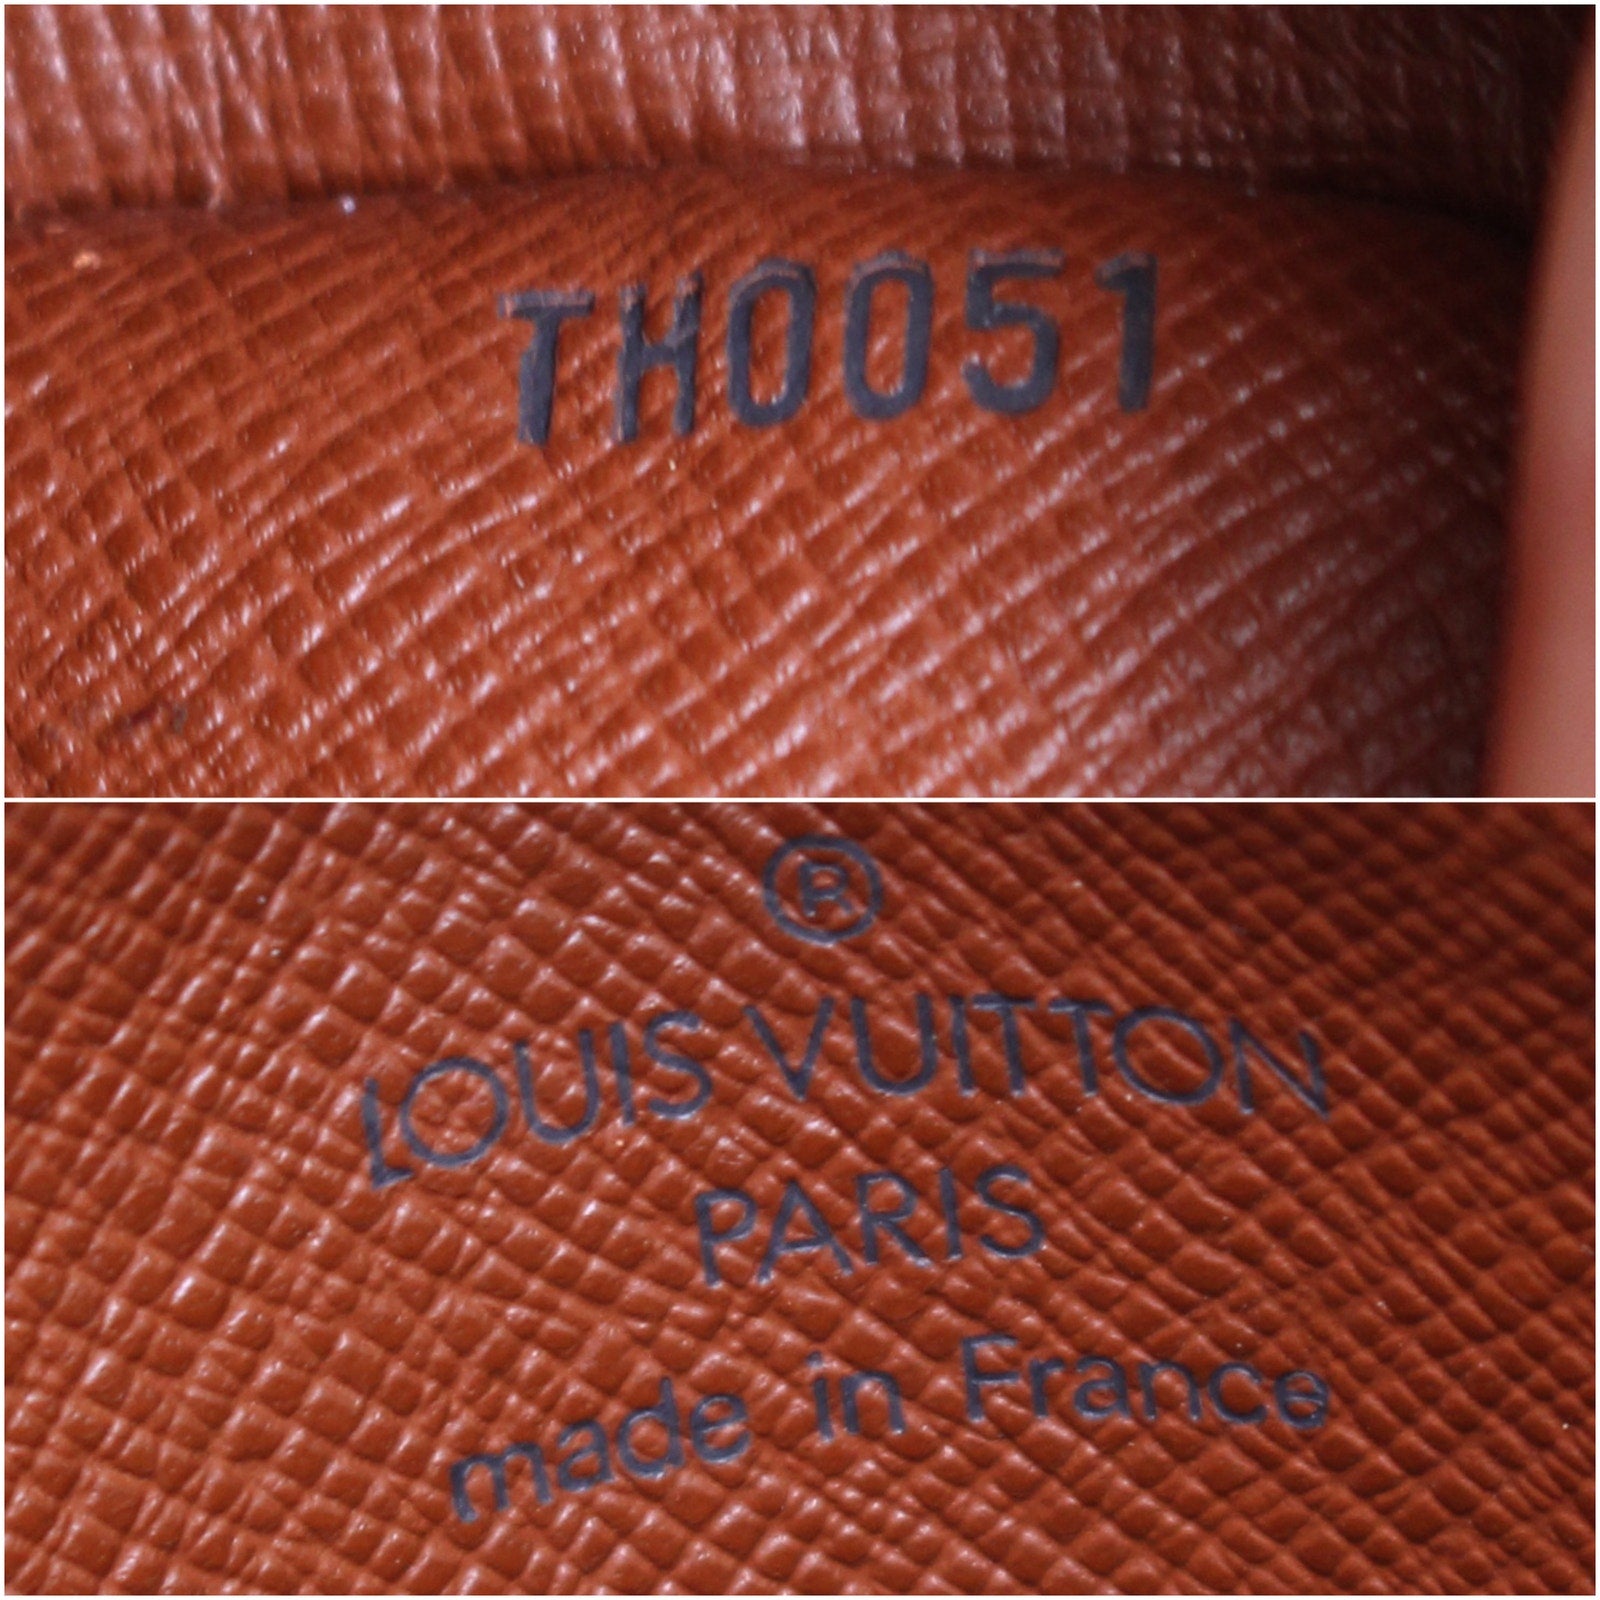 TH0051
®
LOUIS VUITTON
PARIS
made in France